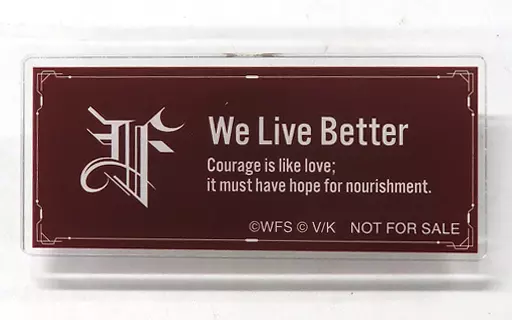 We Live Better
Courage is like love;
it must have hope for nourishment.
©WFS © V/K NOT FOR SALE